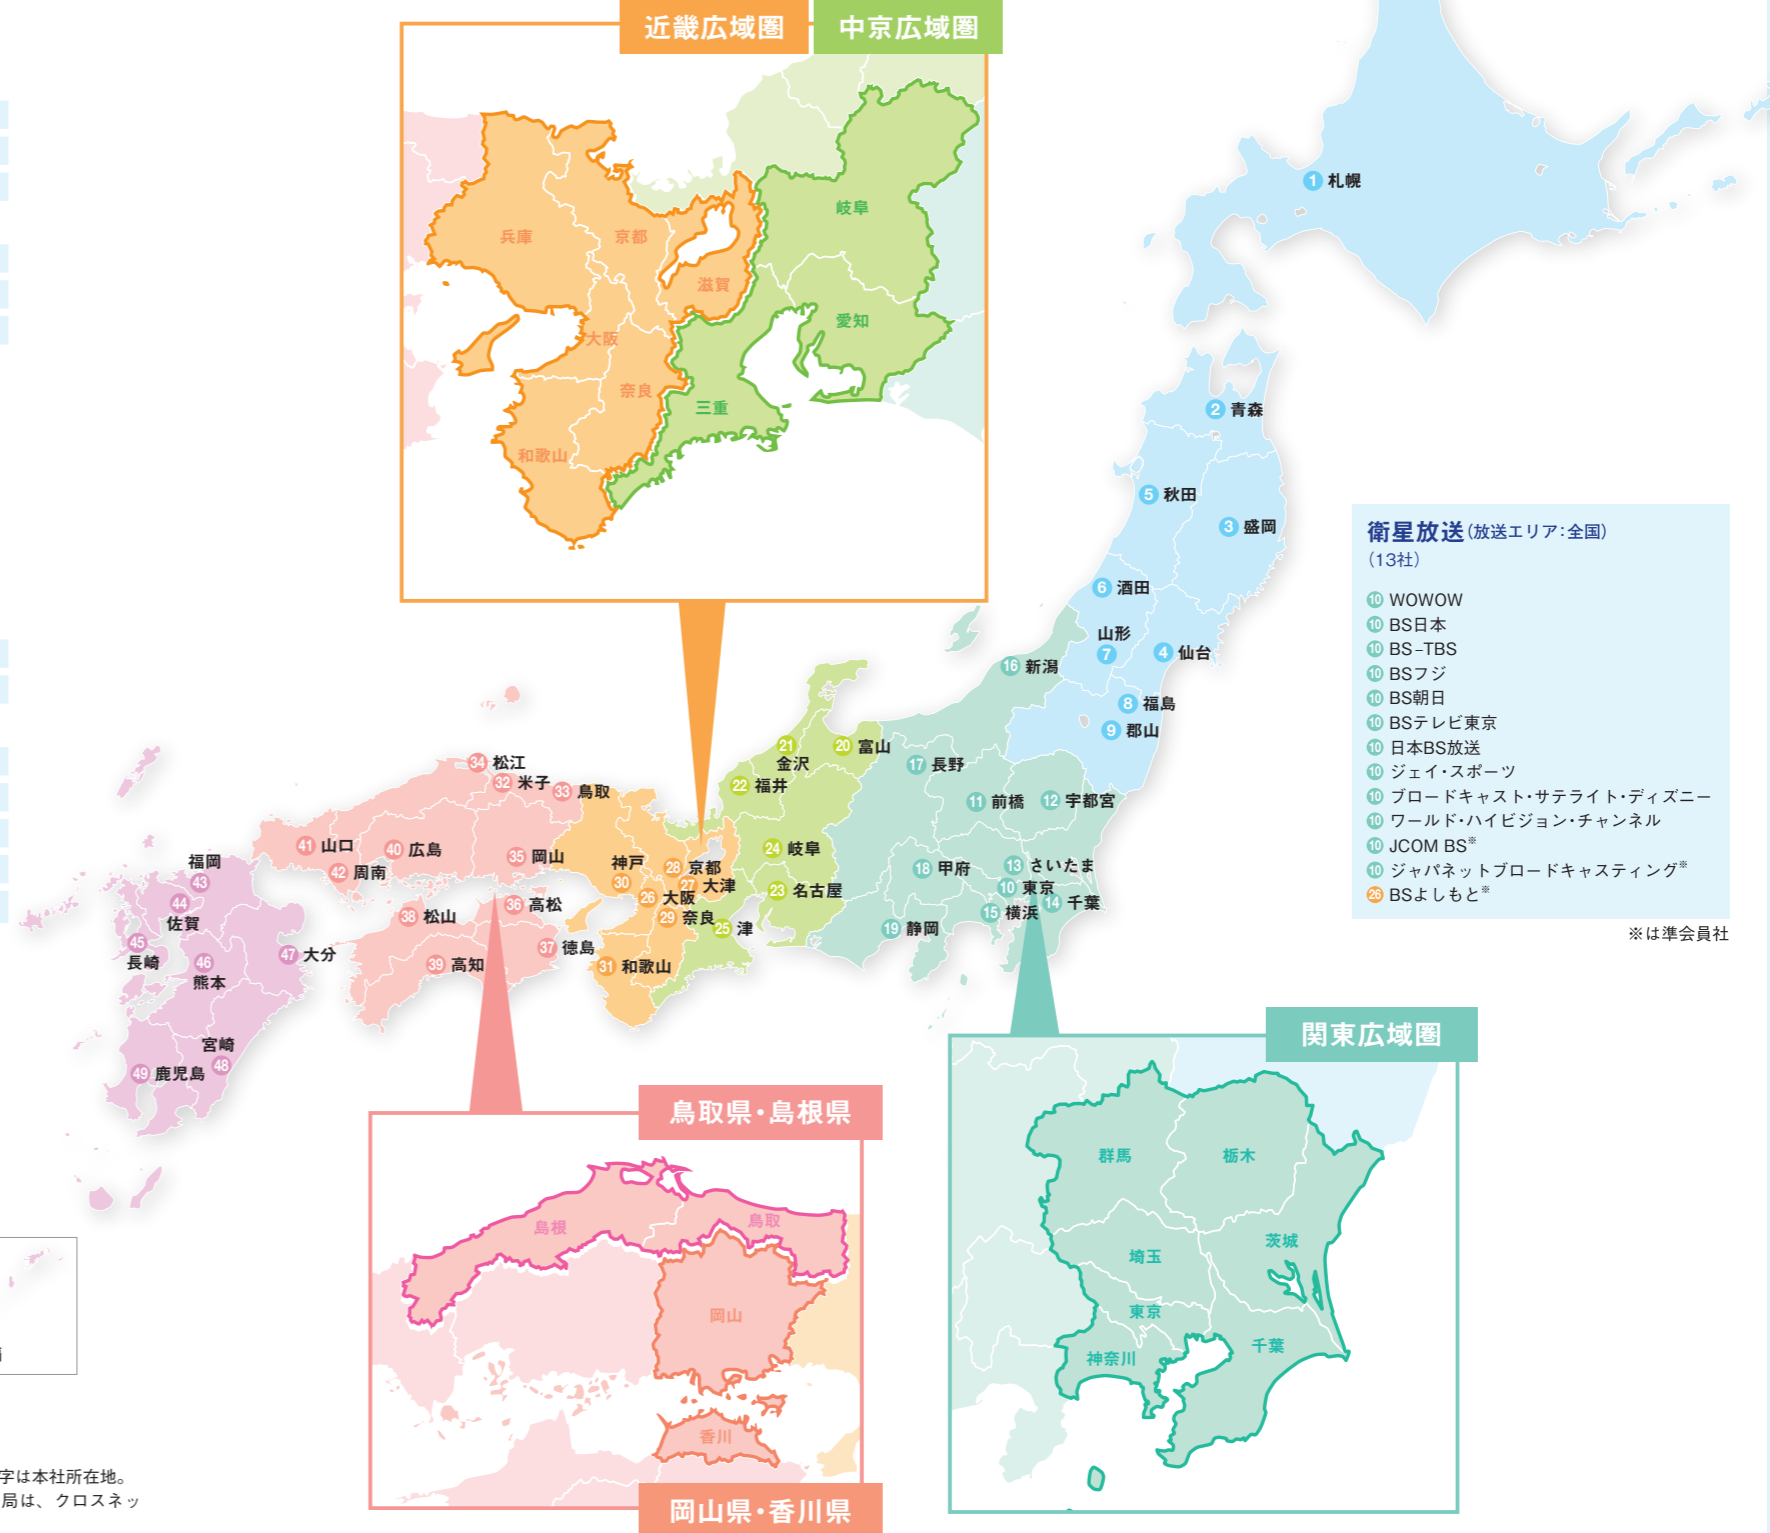 近畿広域圏
中京広域圏
兵庫
京都
滋賀
大阪
奈良
和歌山
岐阜
愛知
三重
1 札幌
2 青森
5 秋田
3 盛岡
6 酒田
山形
7
4 仙台
16 新潟
8 福島
9 郡山
衛星放送(放送エリア:全国)
(13社)
10 WOWOW
10 BS日本
10 BS-TBS
10 BSフジ
10 BS朝日
10 BSテレビ東京
10 日本BS放送
10 ジェイ・スポーツ
10 ブロードキャスト・サテライト・ディズニー
10 ワールド・ハイビジョン・チャンネル
10 JCOM BS※
10 ジャパネットブロードキャスティング※
26 BSよしもと※
※は準会員社
21
金沢
20 富山
22 福井
17 長野
11 前橋
12 宇都宮
24 岐阜
23 名古屋
25 津
18 甲府
13 さいたま
10 東京
14 千葉
15 横浜
19 静岡
34 松江
32 米子
33 鳥取
41 山口
40 広島
42 周南
35 岡山
神戸
30
28 京都
27 大津
26 大阪
29 奈良
31 和歌山
36 高松
38 松山
37 徳島
39 高知
福岡
43
44
佐賀
45
長崎
46
熊本
47 大分
宮崎
48
49 鹿児島
鳥取県・島根県
島根
鳥取
岡山
香川
岡山県・香川県
関東広域圏
群馬
栃木
茨城
埼玉
東京
千葉
神奈川
字は本社所在地。
局は、クロスネッ